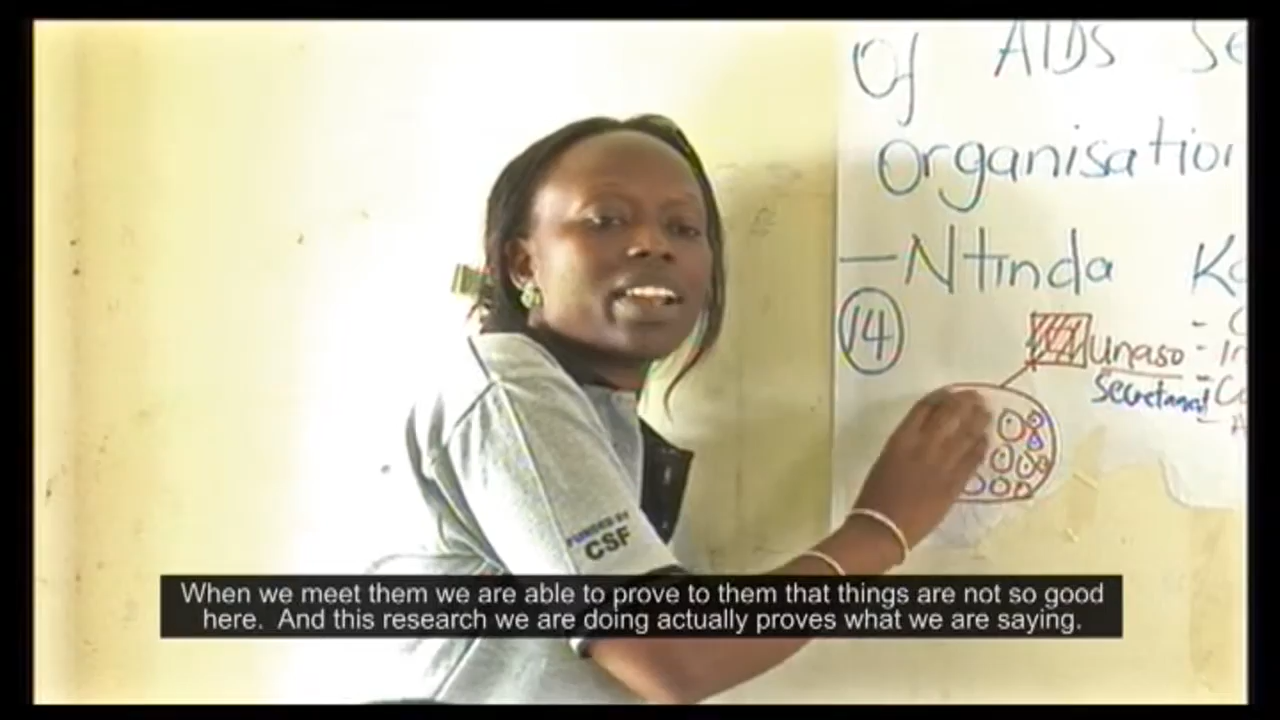 Of AIDS Se
Organisation
- Ntinda
14
Unaso
Secretariat
FUNDED BY
CSF
When we meet them we are able to prove to them that things are not so good
here. And this research we are doing actually proves what we are saying.